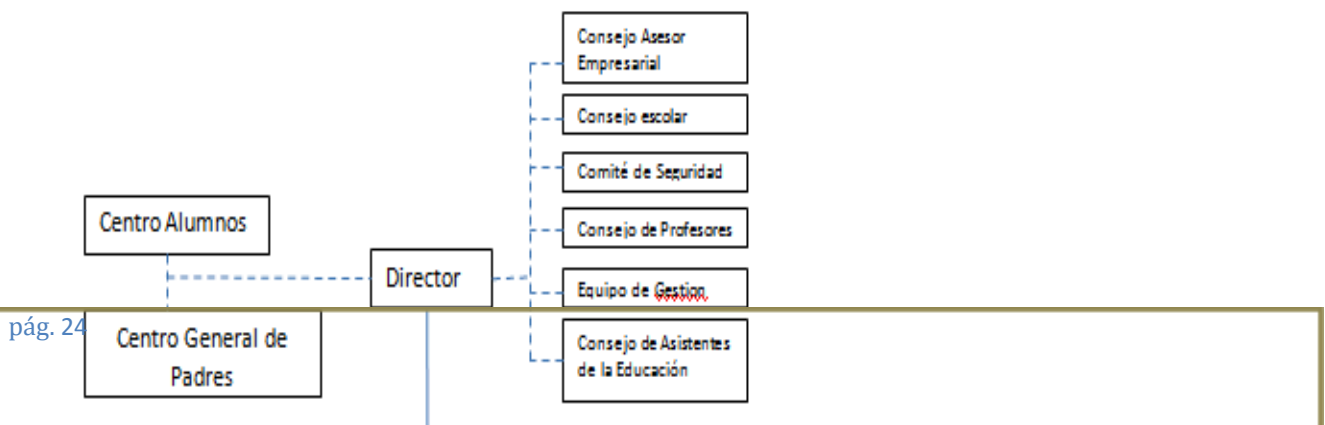 Consejo Asesor
Empresarial
Consejo escolar
Comité de Seguridad
Centro Alumnos
Consejo de Profesores
Director
Equipo de Gestion
pág. 24
Centro General de
Padres
Consejo de Asistentes
de la Educación